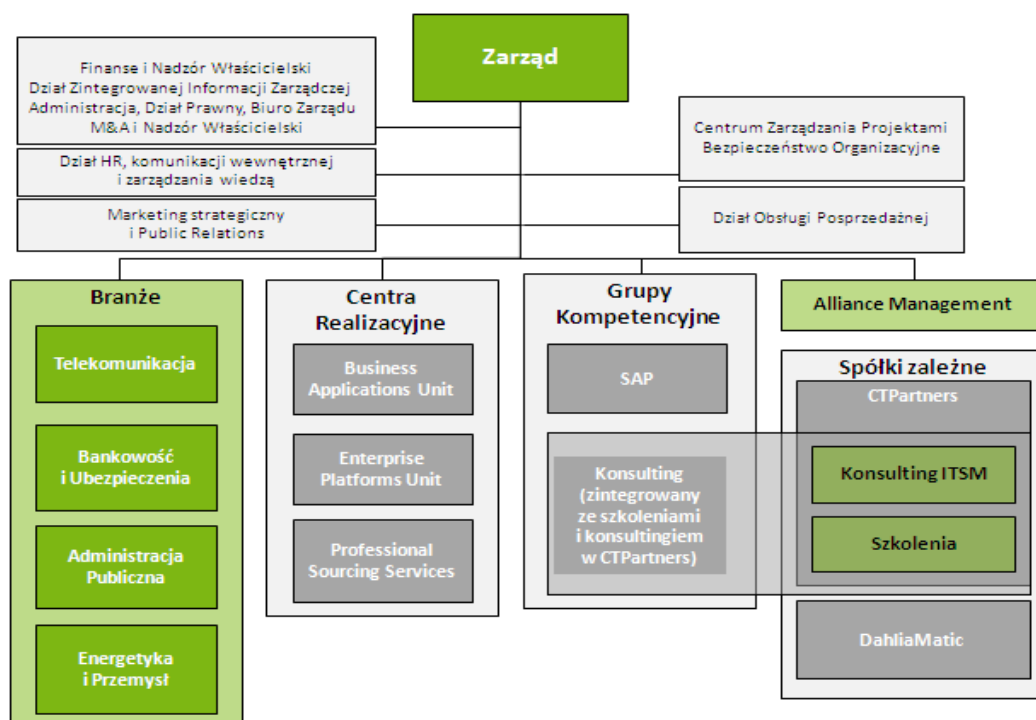 Zarząd
Finanse i Nadzór Właścicielski
Dział Zintegrowanej Informacji Zarządczej
Administracja, Dział Prawny, Biuro Zarządu
M&A i Nadzór Właścicielski
Dział HR, komunikacji wewnętrznej
i zarządzania wiedzą
Marketing strategiczny
i Public Relations
Centrum Zarządzania Projektami
Bezpieczeństwo Organizacyjne
Dział Obsługi Posprzedażnej
Branże
Telekomunikacja
Bankowość
i Ubezpieczenia
Administracja
Publiczna
Energetyka
i Przemysł
Centra
Realizacyjne
Business
Applications Unit
Enterprise
Platforms Unit
Professional
Sourcing Services
Grupy
Kompetencyjne
SAP
Konsulting
(zintegrowany
ze szkoleniami
i konsultingiem
w CTPartners)
Alliance Management
Spółki zależne
CTPartners
Konsulting ITSM
Szkolenia
DahliaMatic